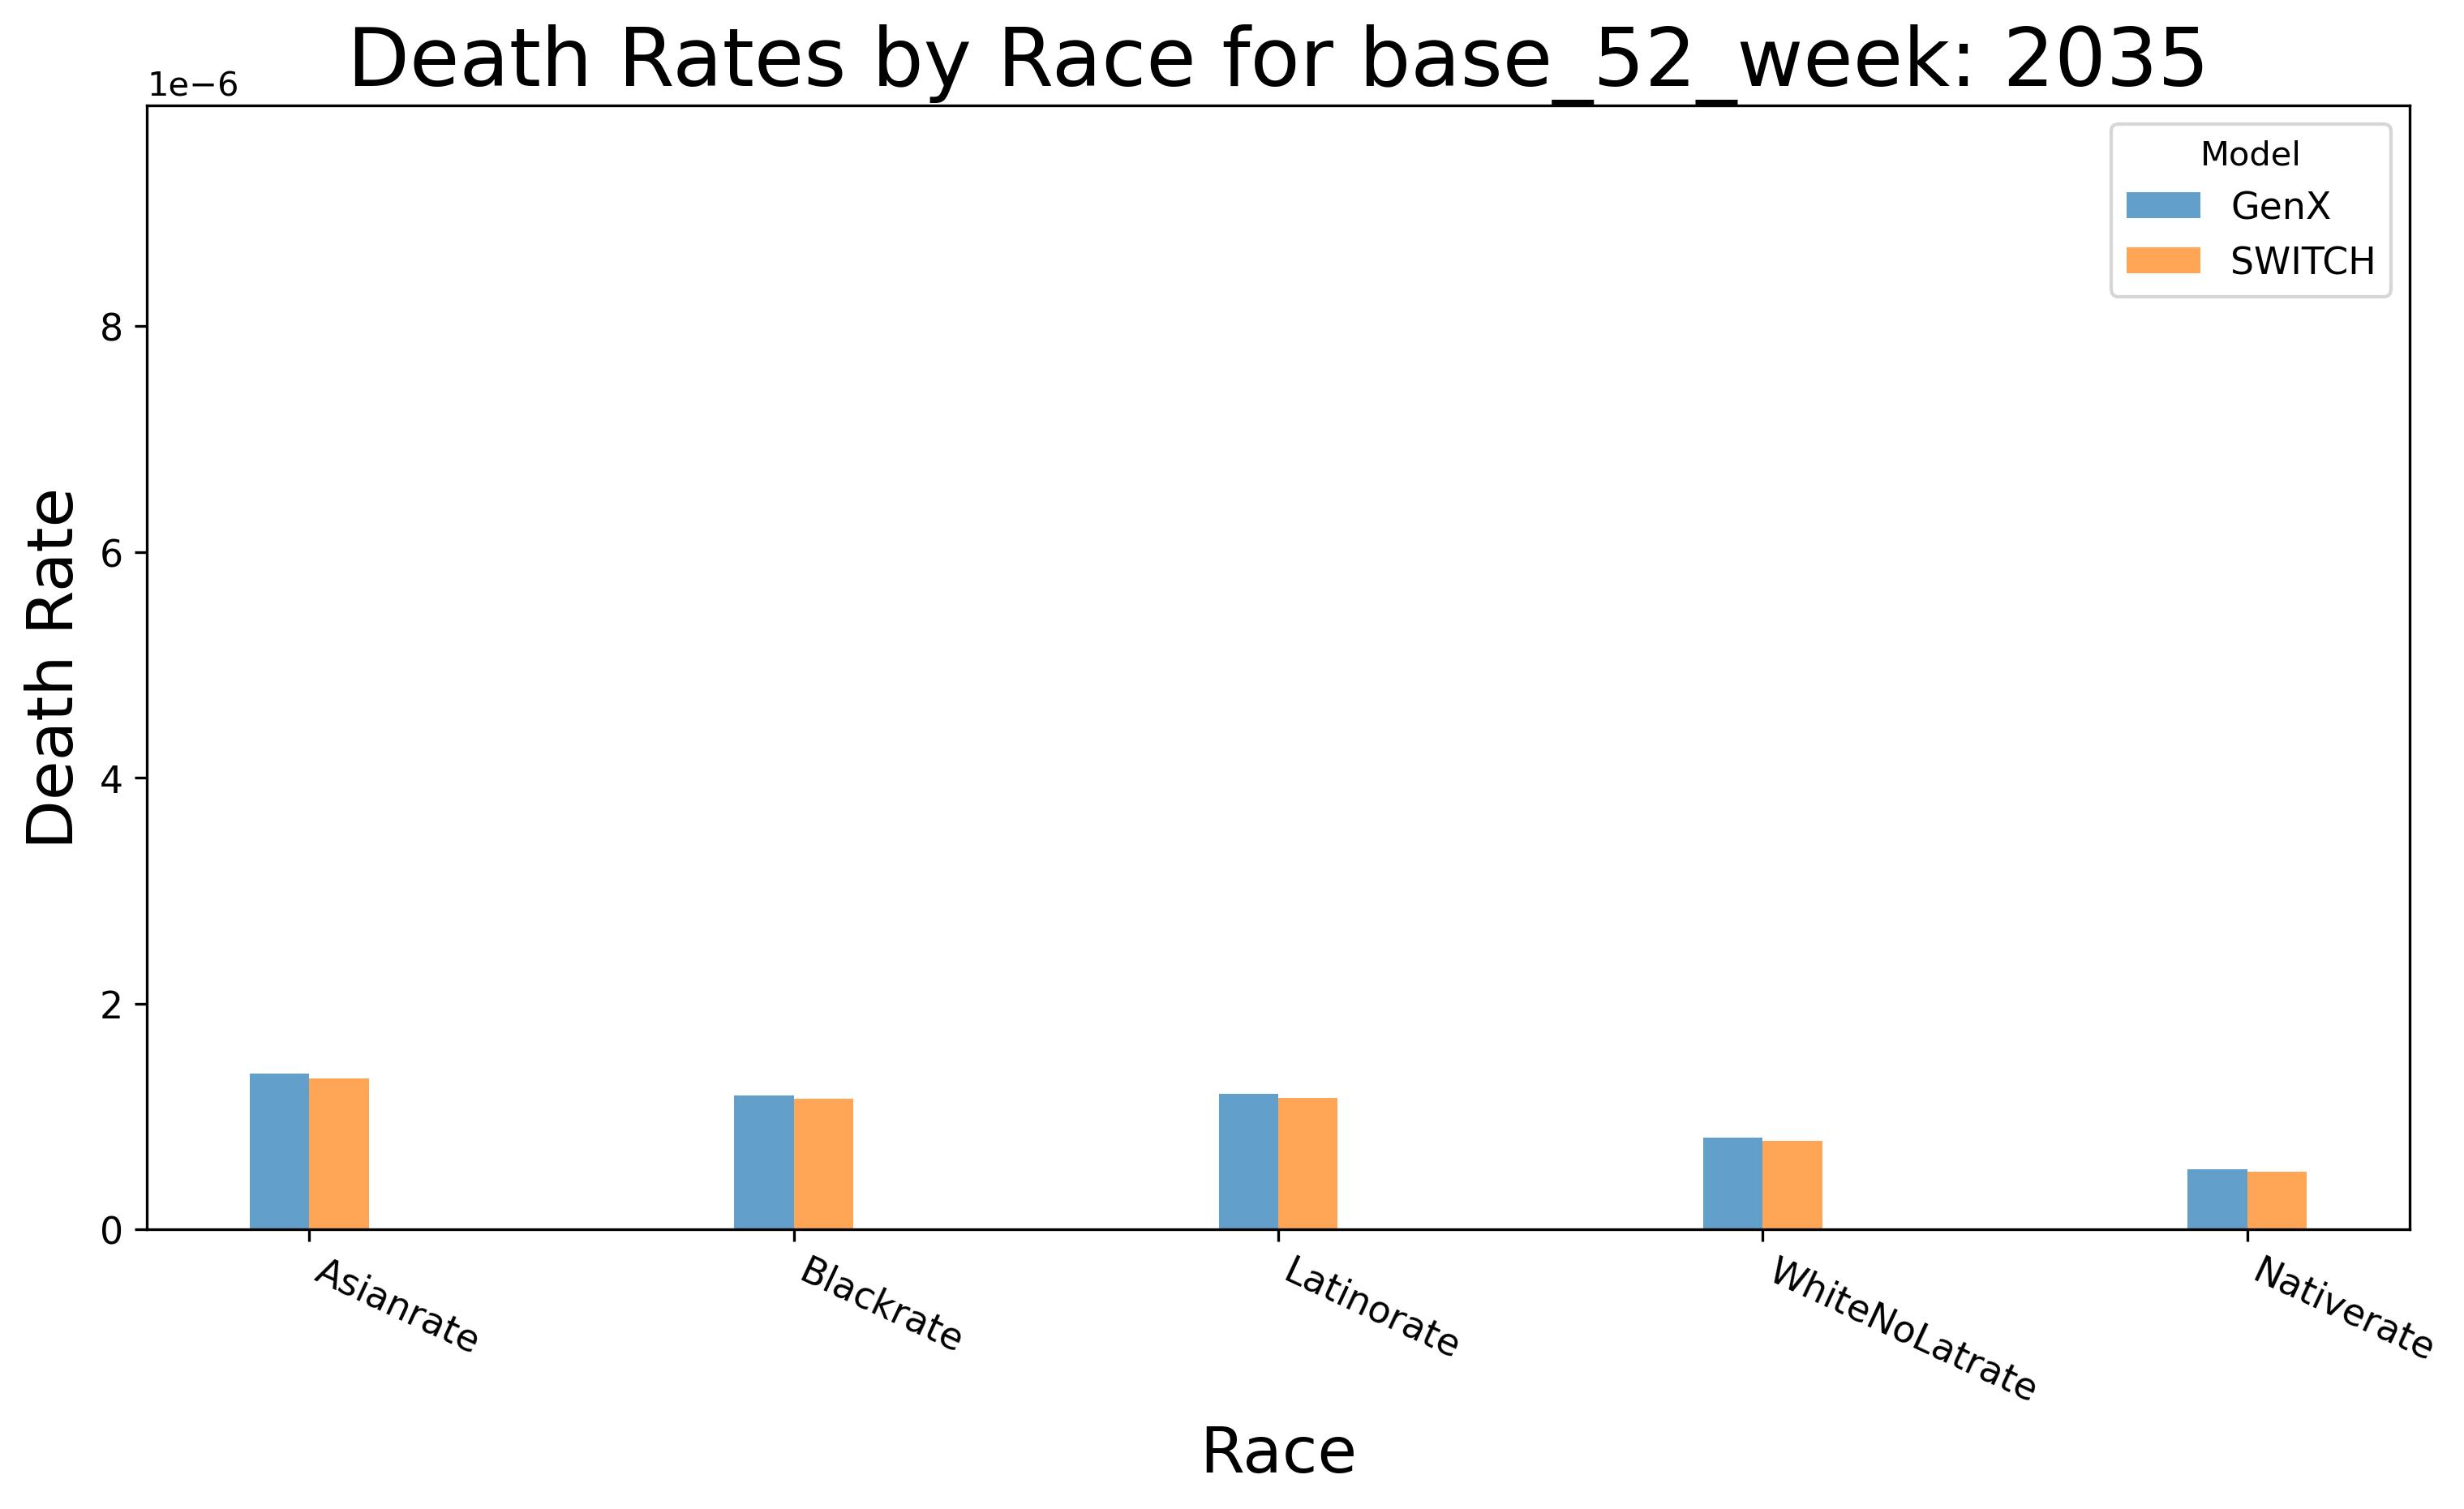 Death Rates by Race for base_52_week: 2035
1e−6
Model
GenX
SWITCH
8
6
4
2
0
Death Rate
Asianrate
Blackrate
Latinorate
WhiteNoLatrate
Nativerate
Race